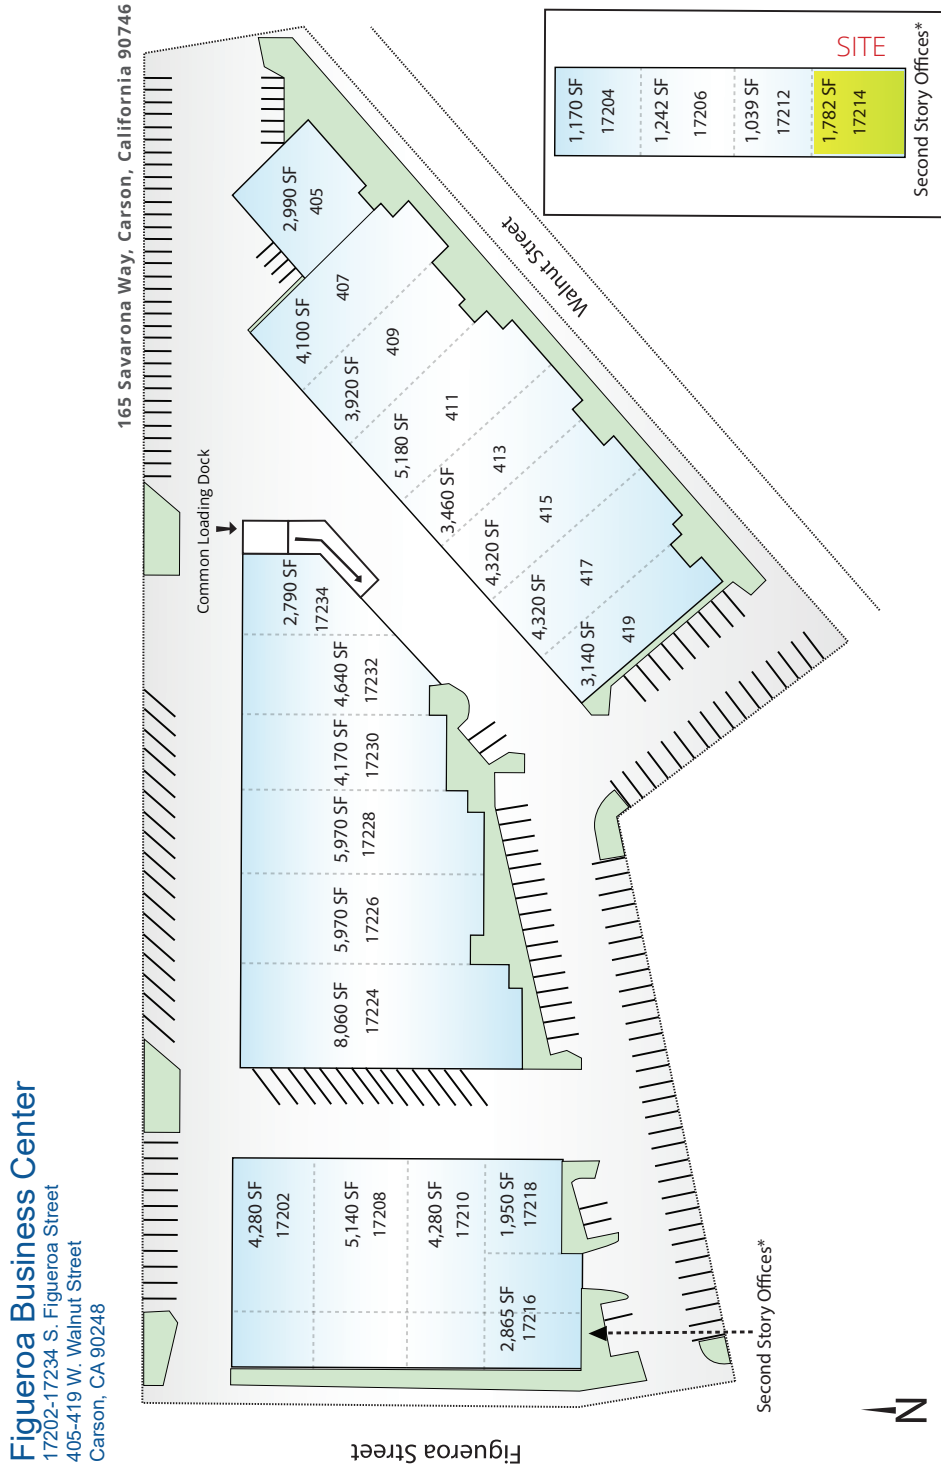 Figueroa Business Center
17202-17234 S. Figueroa Street
405-419 W. Walnut Street
Carson, CA 90248
165 Savarona Way, Carson, California 90746
Common Loading Dock
Figueroa Street
Walnut Street
4,280 SF
17202
5,140 SF
17208
4,280 SF
17210
1,950 SF
17218
2,865 SF
17216
8,060 SF
17224
5,970 SF
17226
5,970 SF
17228
4,170 SF
17230
4,640 SF
17232
2,790 SF
17234
2,990 SF
405
4,100 SF
407
3,920 SF
409
5,180 SF
411
3,460 SF
413
4,320 SF
415
4,320 SF
417
3,140 SF
419
Second Story Offices*
N
SITE
1,170 SF
17204
1,242 SF
17206
1,039 SF
17212
1,782 SF
17214
Second Story Offices*